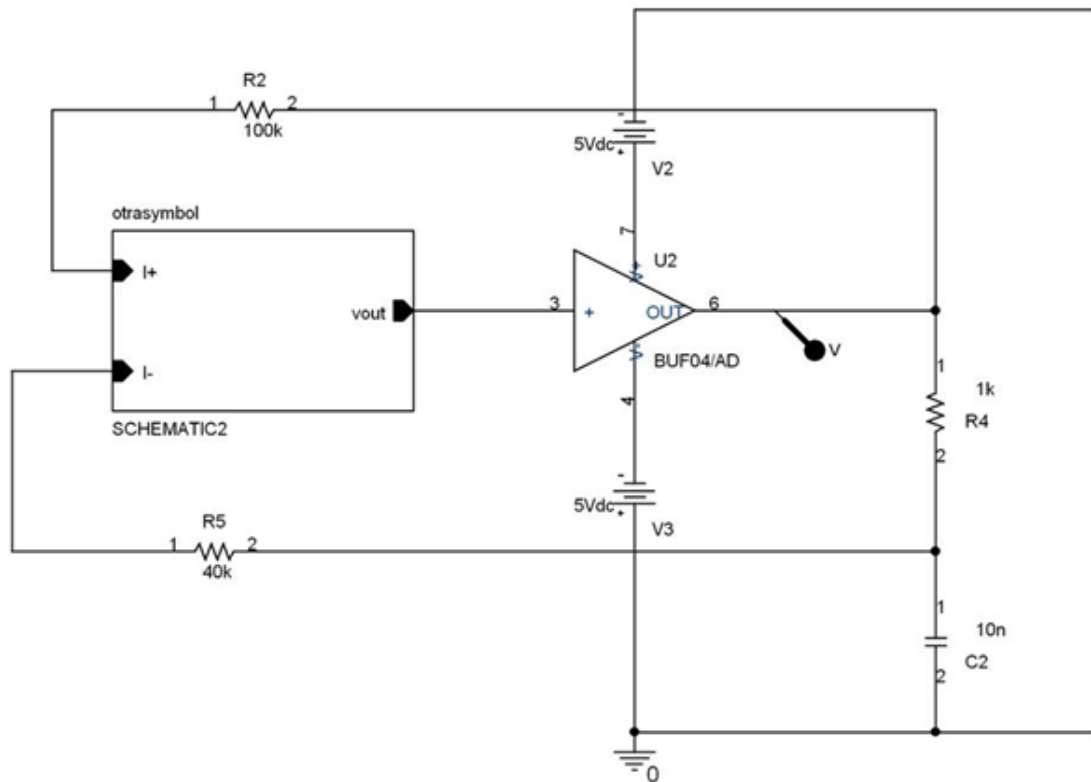 R2
1
2
100k
-
5Vdc
+
V2
otrasymbol
7
I+
U2
V+
vout
3
+
OUT
6
V
I-
V-
BUF04/AD
SCHEMATIC2
4
1
1k
R4
2
-
5Vdc
+
V3
R5
1
2
40k
1
10n
C2
2
0